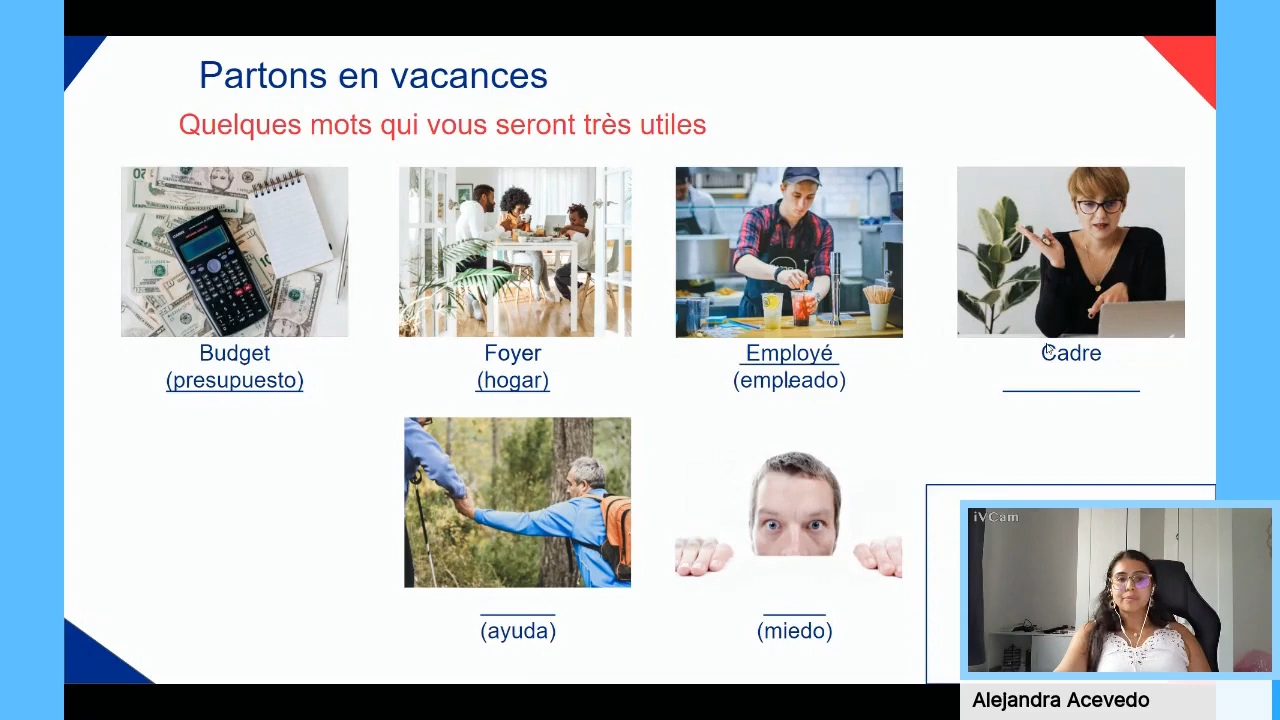 Partons en vacances
Quelques mots qui vous seront très utiles
Budget
(presupuesto)
Foyer
(hogar)
Employé
(empleado)
Cadre
(ayuda)
(miedo)
iVCam
Alejandra Acevedo